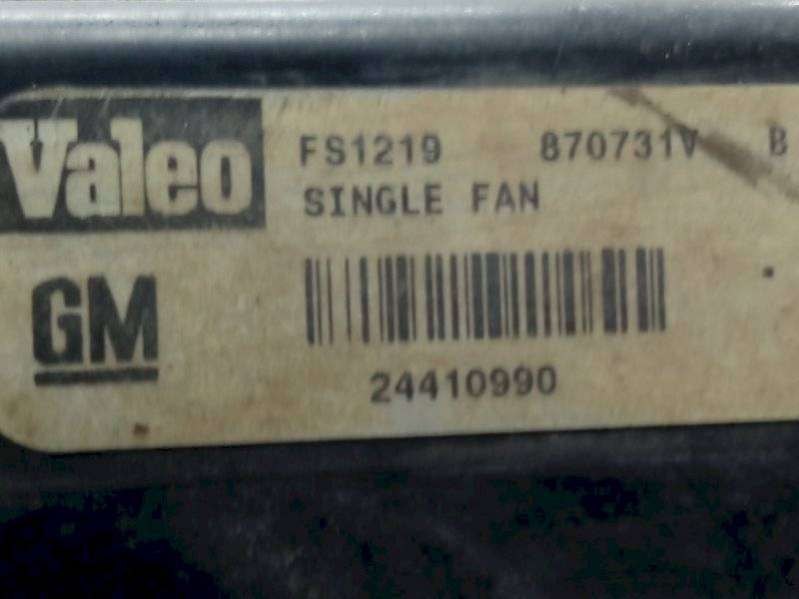 Valeo FS1219 870731V B
SINGLE FAN
GM
24410990